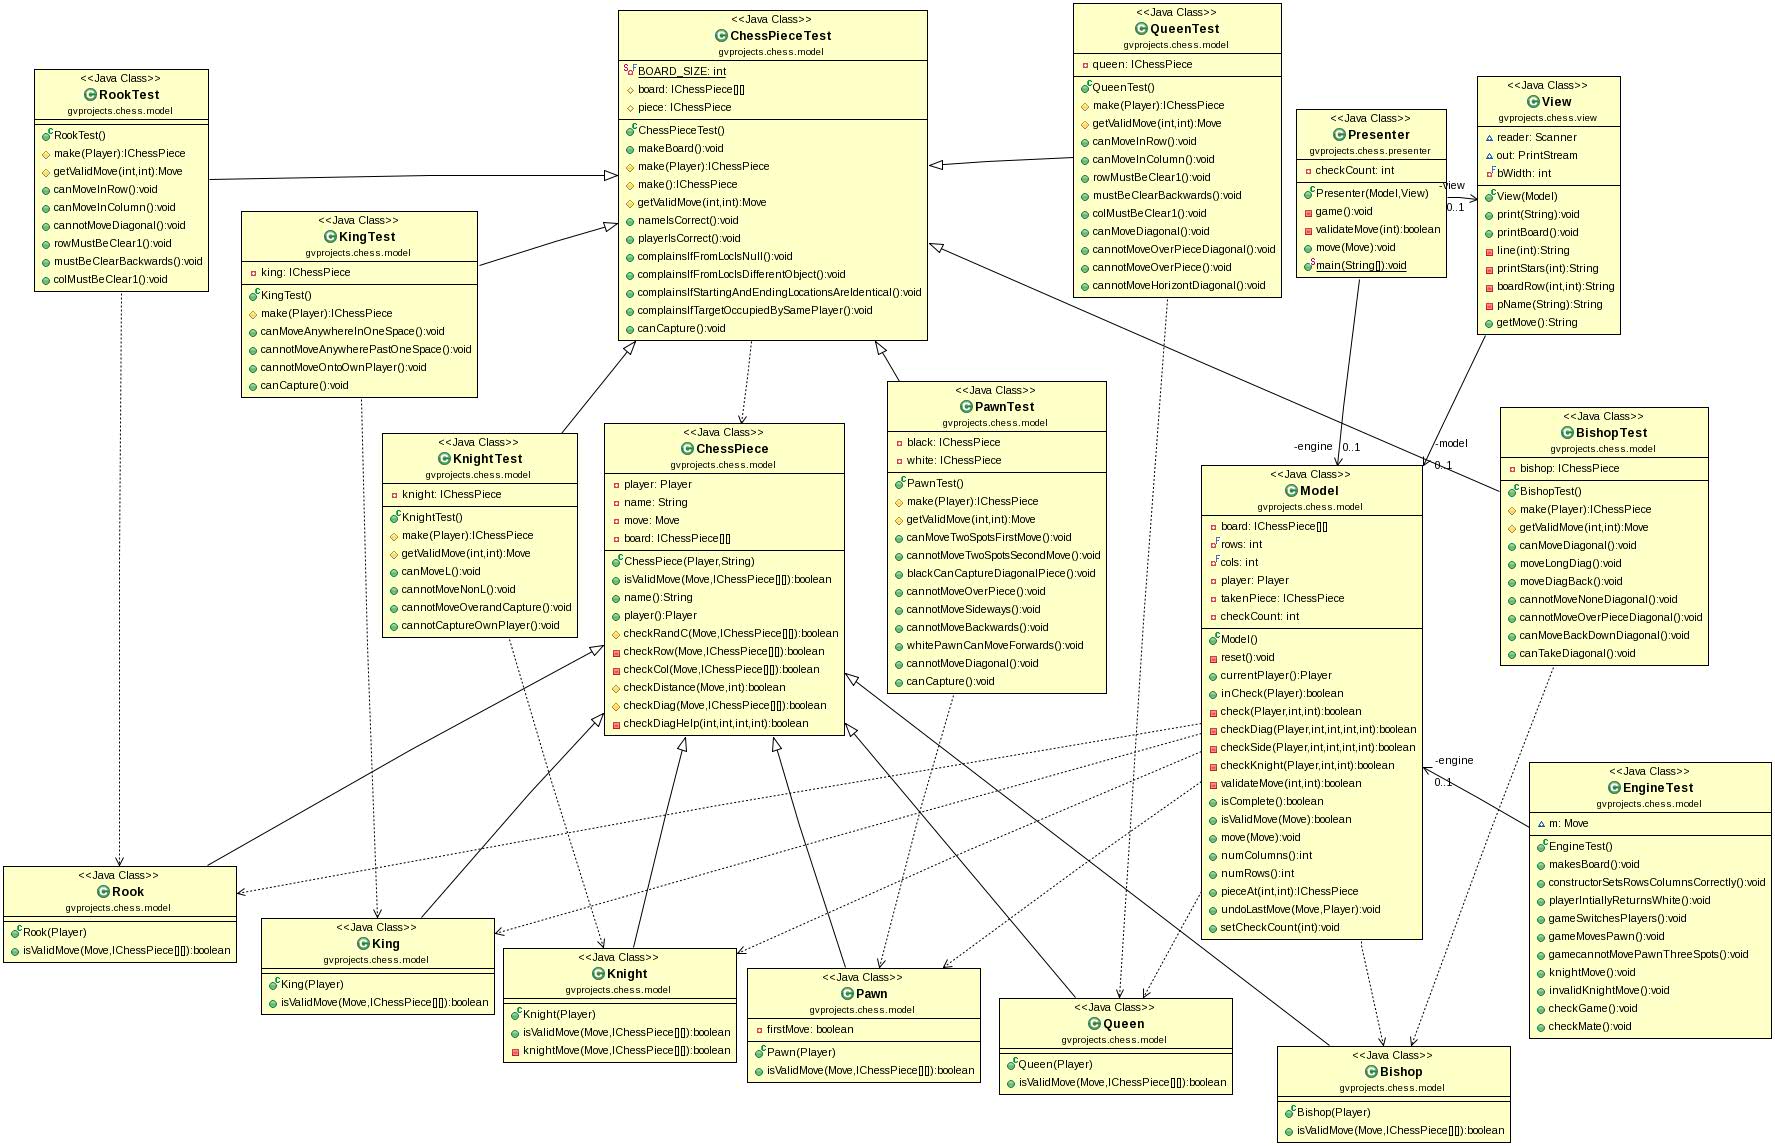 <<Java Class>>
ChessPieceTest
gvprojects.chess.model
BOARD_SIZE: int
board: IChessPiece[][]
piece: IChessPiece
ChessPieceTest()
makeBoard():void
make(Player):IChessPiece
make():IChessPiece
getValidMove(int,int):Move
nameIsCorrect():void
playerIsCorrect():void
complainsIfFromLocIsNull():void
complainsIfFromLocIsDifferentObject():void
complainsIfStartingAndEndingLocationsAreIdentical():void
complainsIfTargetOccupiedBySamePlayer():void
canCapture():void
<<Java Class>>
QueenTest
gvprojects.chess.model
queen: IChessPiece
QueenTest()
make(Player):IChessPiece
getValidMove(int,int):Move
canMoveInRow():void
canMoveInColumn():void
rowMustBeClear1():void
mustBeClearBackwards():void
colMustBeClear1():void
canMoveDiagonal():void
cannotMoveOverPieceDiagonal():void
cannotMoveOverPiece():void
cannotMoveHorizontDiagonal():void
<<Java Class>>
RookTest
gvprojects.chess.model
RookTest()
make(Player):IChessPiece
getValidMove(int,int):Move
canMoveInRow():void
canMoveInColumn():void
cannotMoveDiagonal():void
rowMustBeClear1():void
mustBeClearBackwards():void
colMustBeClear1():void
<<Java Class>>
View
gvprojects.chess.view
reader: Scanner
out: PrintStream
bWidth: int
View(Model)
print(String):void
printBoard():void
line(int):String
printStars(int):String
boardRow(int,int):String
pName(String):String
getMove():String
<<Java Class>>
Presenter
gvprojects.chess.presenter
checkCount: int
Presenter(Model,View)
game():void
validateMove(int):boolean
move(Move):void
main(String[]):void
-view
0..1
<<Java Class>>
KingTest
gvprojects.chess.model
king: IChessPiece
KingTest()
make(Player):IChessPiece
canMoveAnywhereInOneSpace():void
cannotMoveAnywherePastOneSpace():void
cannotMoveOntoOwnPlayer():void
canCapture():void
<<Java Class>>
PawnTest
gvprojects.chess.model
black: IChessPiece
white: IChessPiece
PawnTest()
make(Player):IChessPiece
getValidMove(int,int):Move
canMoveTwoSpotsFirstMove():void
cannotMoveTwoSpotsSecondMove():void
blackCanCaptureDiagonalPiece():void
cannotMoveOverPiece():void
cannotMoveSideways():void
cannotMoveBackwards():void
whitePawnCanMoveForwards():void
cannotMoveDiagonal():void
canCapture():void
<<Java Class>>
BishopTest
gvprojects.chess.model
bishop: IChessPiece
BishopTest()
make(Player):IChessPiece
getValidMove(int,int):Move
canMoveDiagonal():void
moveLongDiag():void
moveDiagBack():void
cannotMoveNoneDiagonal():void
cannotMoveOverPieceDiagonal():void
canMoveBackDownDiagonal():void
canTakeDiagonal():void
<<Java Class>>
KnightTest
gvprojects.chess.model
knight: IChessPiece
KnightTest()
make(Player):IChessPiece
getValidMove(int,int):Move
canMoveL():void
cannotMoveNonL():void
cannotMoveOverandCapture():void
cannotCaptureOwnPlayer():void
<<Java Class>>
ChessPiece
gvprojects.chess.model
player: Player
name: String
move: Move
board: IChessPiece[][]
ChessPiece(Player,String)
isValidMove(Move,IChessPiece[][]):boolean
name():String
player():Player
checkRandC(Move,IChessPiece[][]):boolean
checkRow(Move,IChessPiece[][]):boolean
checkCol(Move,IChessPiece[][]):boolean
checkDistance(Move,int):boolean
checkDiag(Move,IChessPiece[][]):boolean
checkDiagHelp(int,int,int,int):boolean
-engine
0..1
-model
0..1
<<Java Class>>
Model
gvprojects.chess.model
board: IChessPiece[][]
rows: int
cols: int
player: Player
takenPiece: IChessPiece
checkCount: int
Model()
reset():void
currentPlayer():Player
inCheck(Player):boolean
check(Player,int,int):boolean
checkDiag(Player,int,int,int,int):boolean
checkSide(Player,int,int,int,int):boolean
checkKnight(Player,int,int):boolean
validateMove(int,int):boolean
isComplete():boolean
isValidMove(Move):boolean
move(Move):void
numColumns():int
numRows():int
pieceAt(int,int):IChessPiece
undoLastMove(Move,Player):void
setCheckCount(int):void
-engine
0..1
<<Java Class>>
EngineTest
gvprojects.chess.model
m: Move
EngineTest()
makesBoard():void
constructorSetsRowsColumnsCorrectly():void
playerIntiallyReturnsWhite():void
gameSwitchesPlayers():void
gameMovesPawn():void
gamecannotMovePawnThreeSpots():void
knightMove():void
invalidKnightMove():void
checkGame():void
checkMate():void
<<Java Class>>
Rook
gvprojects.chess.model
Rook(Player)
isValidMove(Move,IChessPiece[][]):boolean
<<Java Class>>
King
gvprojects.chess.model
King(Player)
isValidMove(Move,IChessPiece[][]):boolean
<<Java Class>>
Knight
gvprojects.chess.model
Knight(Player)
isValidMove(Move,IChessPiece[][]):boolean
knightMove(Move,IChessPiece[][]):boolean
<<Java Class>>
Pawn
gvprojects.chess.model
firstMove: boolean
Pawn(Player)
isValidMove(Move,IChessPiece[][]):boolean
<<Java Class>>
Queen
gvprojects.chess.model
Queen(Player)
isValidMove(Move,IChessPiece[][]):boolean
<<Java Class>>
Bishop
gvprojects.chess.model
Bishop(Player)
isValidMove(Move,IChessPiece[][]):boolean